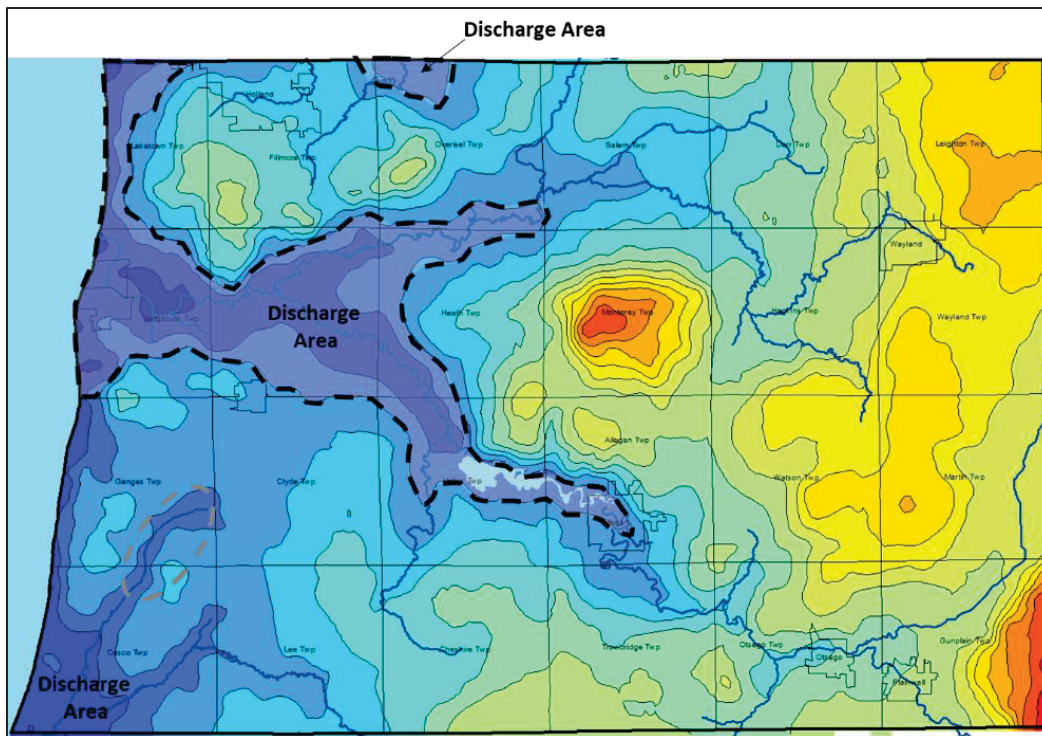 Discharge Area
Holland
Laketown Twp
Fillmore Twp
Overisel Twp
Salem Twp
Dorr Twp
Leighton Twp
Wayland
Discharge
Area
Heath Twp
Monterey Twp
Hopkins Twp
Wayland Twp
Allegan Twp
Ganges Twp
Clyde Twp
Watson Twp
Martin Twp
Casco Twp
Lee Twp
Cheshire Twp
Trowbridge Twp
Otsego Twp
Otsego
Gunplain Twp
Plainwell
Discharge
Area